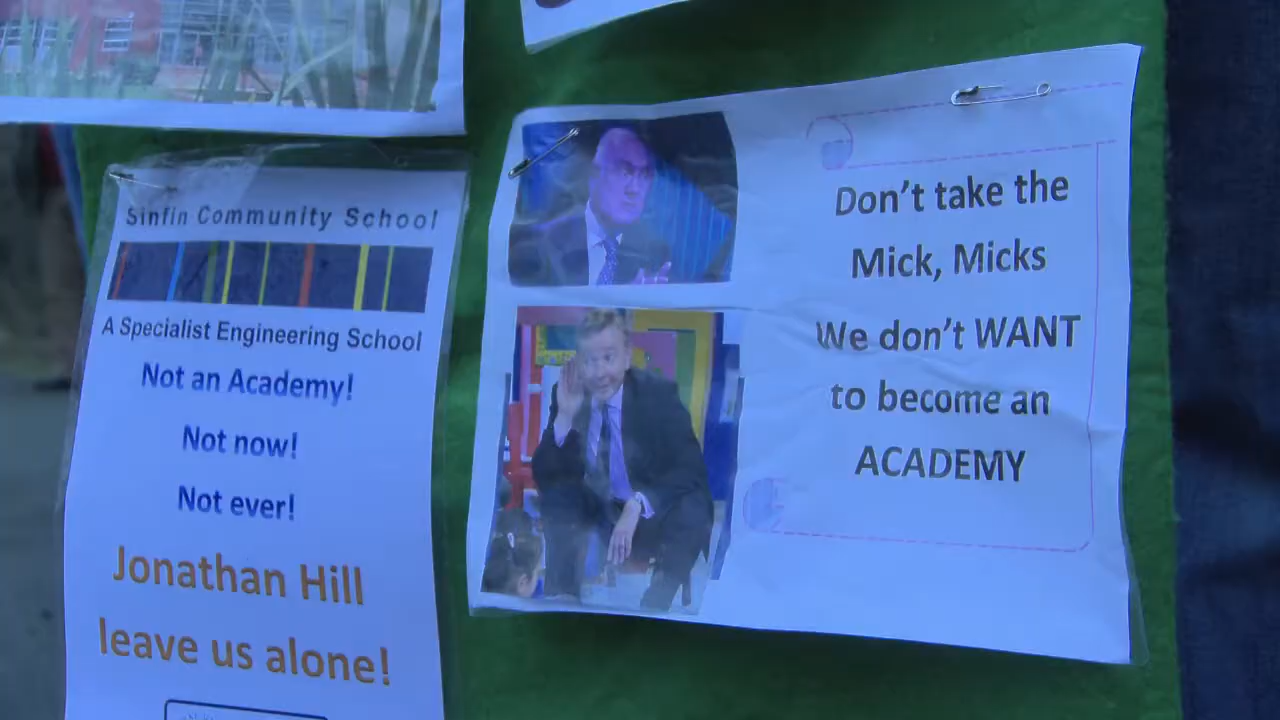 Sinfin Community School
A Specialist Engineering School
Not an Academy!
Not now!
Not ever!
Jonathan Hill
leave us alone!
Don't take the
Mick, Micks
We don't WANT
to become an
ACADEMY